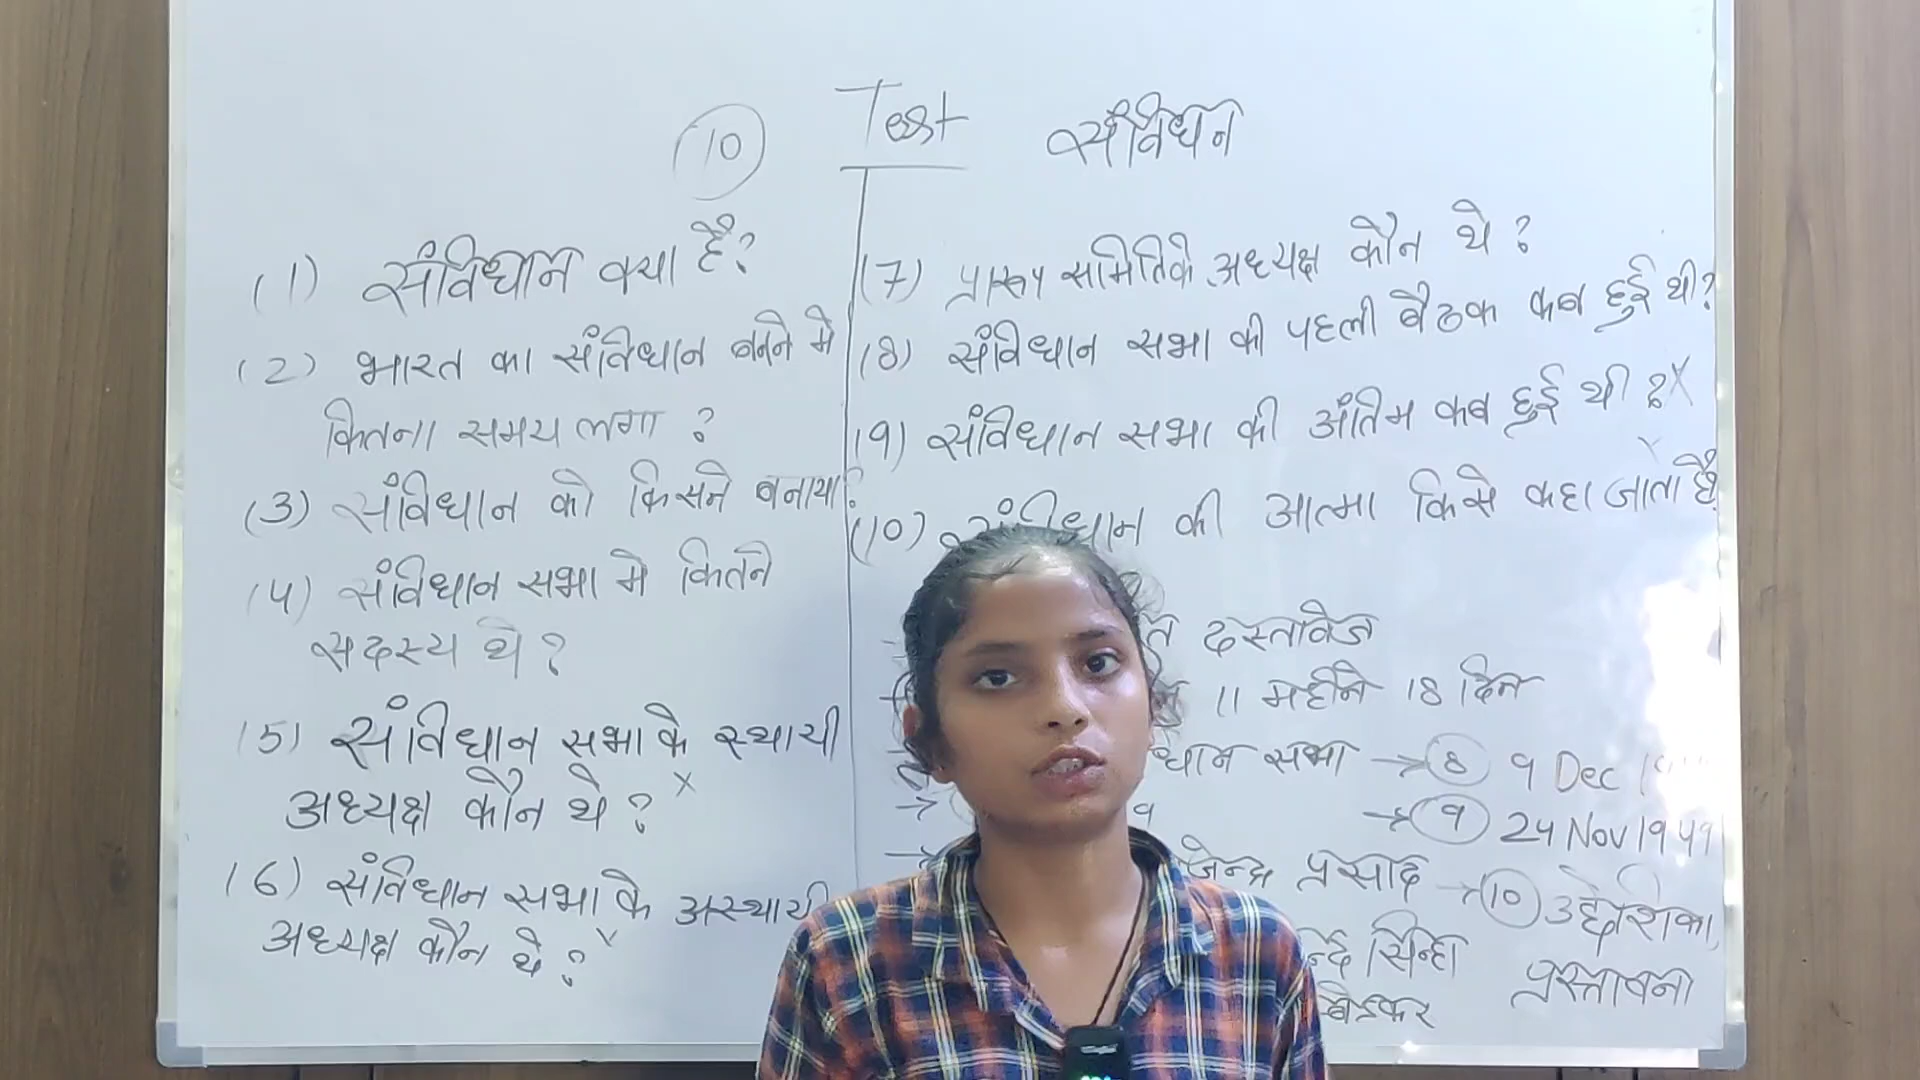 10 Test संविधन
(1) संविधान क्या है?
(2) भारत का संविधान बनने मे
कितना समय लगा ?
(3) संविधान को किसने बनाया?
(4) संविधान सभा मे कितने
सदस्य थे ?
(5) संविधान सभा के स्थायी
अध्यक्ष कौन थे ? x
(6) संविधान सभा के अस्थायी
अध्यक्ष कौन थे ?
(7) प्रारूप समिति के अध्यक्ष कौन थे ?
(8) संविधान सभा की पहली बैठक कब हुई थी?
(9) संविधान सभा की अंतिम कब हुई थी ? x
(10) संविधान की आत्मा किसे कहा जाता है?
दस्तावेज
11 महीने 18 दिन
सभा → 8 9 Dec
→ 9 24 Nov 1949
प्रसाद → 10 उद्देशिका,
सिन्हा प्रस्तावना